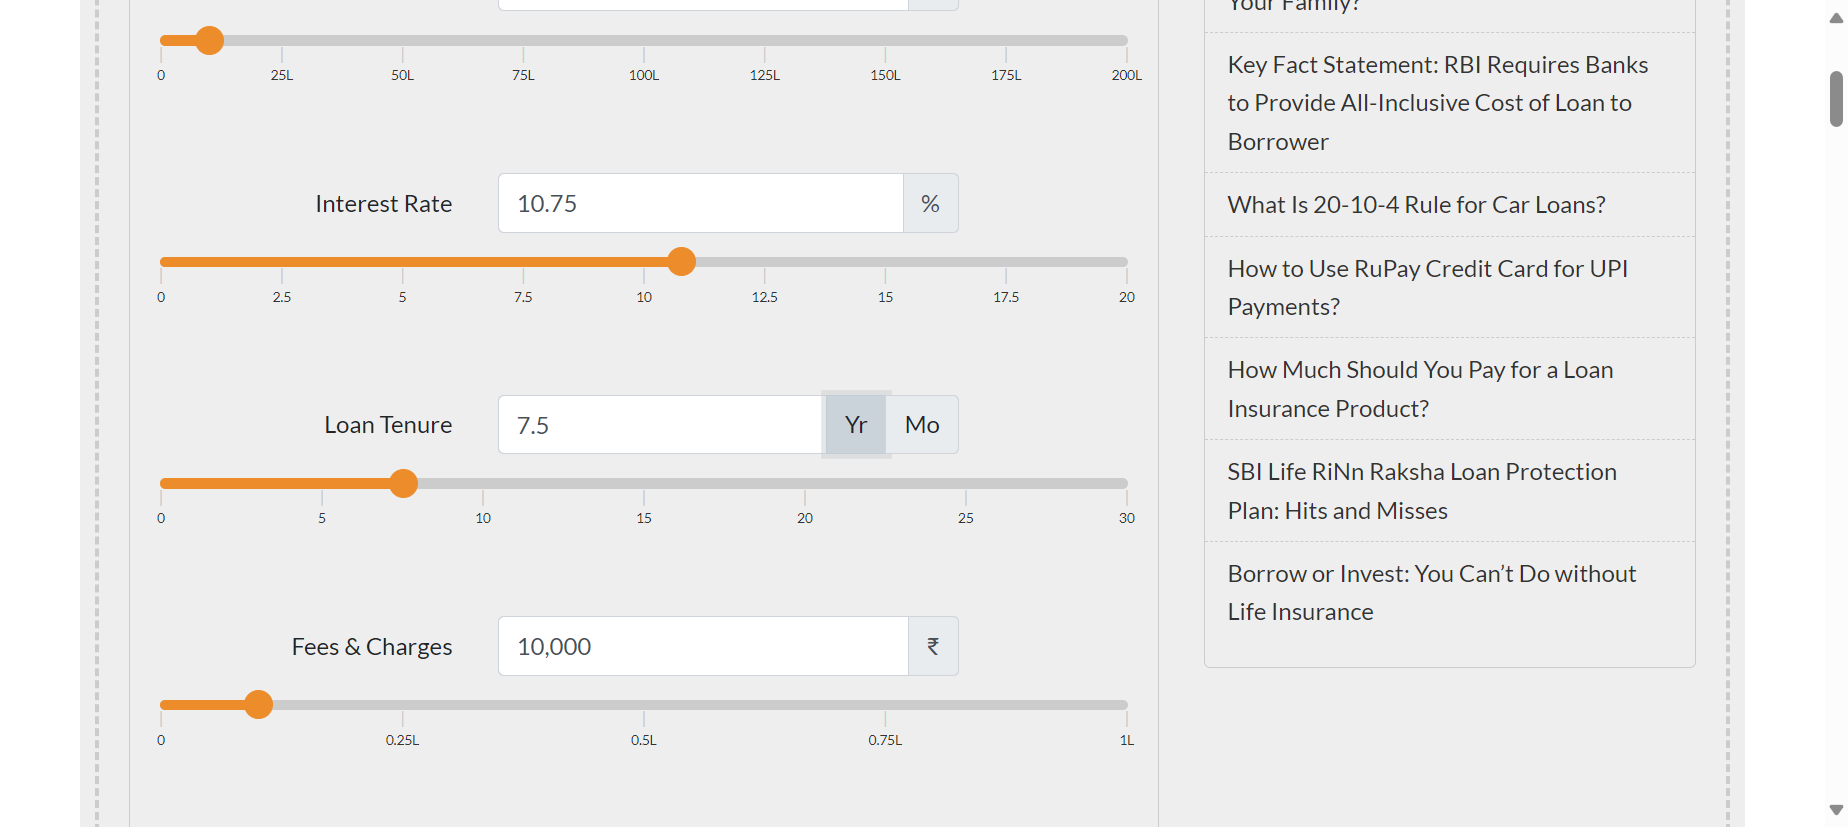 0 25L 50L 75L 100L 125L 150L 175L 200L
Interest Rate 10.75 %
0 2.5 5 7.5 10 12.5 15 17.5 20
Loan Tenure 7.5 Yr Mo
0 5 10 15 20 25 30
Fees & Charges 10,000 ₹
0 0.25L 0.5L 0.75L 1L
Your Family?
Key Fact Statement: RBI Requires Banks
to Provide All-Inclusive Cost of Loan to
Borrower
What Is 20-10-4 Rule for Car Loans?
How to Use RuPay Credit Card for UPI
Payments?
How Much Should You Pay for a Loan
Insurance Product?
SBI Life RiNn Raksha Loan Protection
Plan: Hits and Misses
Borrow or Invest: You Can’t Do without
Life Insurance